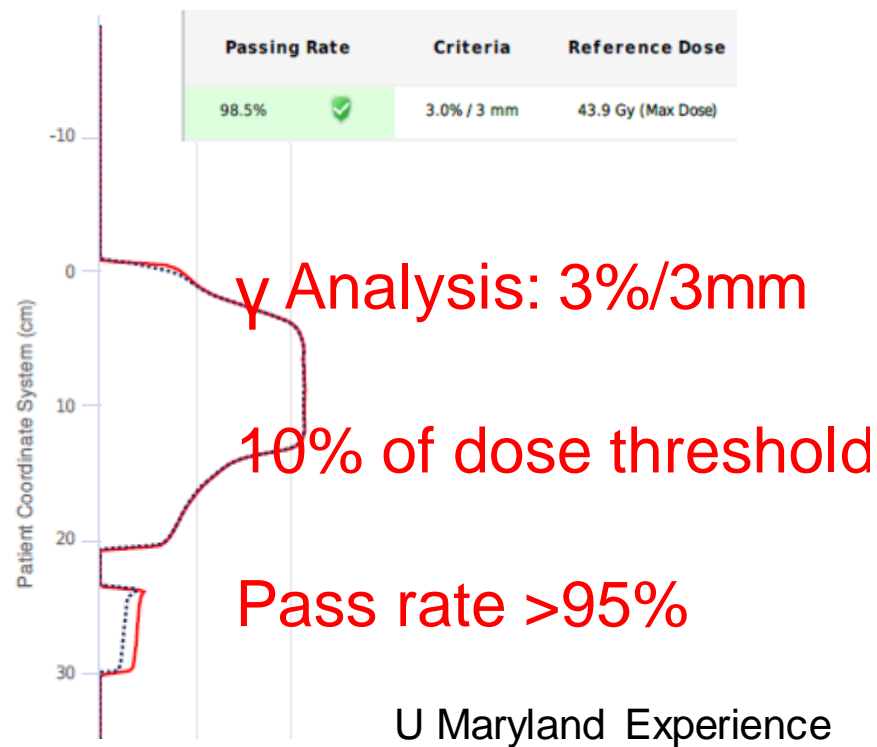 Passing Rate Criteria Reference Dose
98.5% 3.0% / 3 mm 43.9 Gy (Max Dose)
-10
0
γ Analysis: 3%/3mm
Patient Coordinate System (cm)
10
10% of dose threshold
20
Pass rate >95%
30
U Maryland Experience